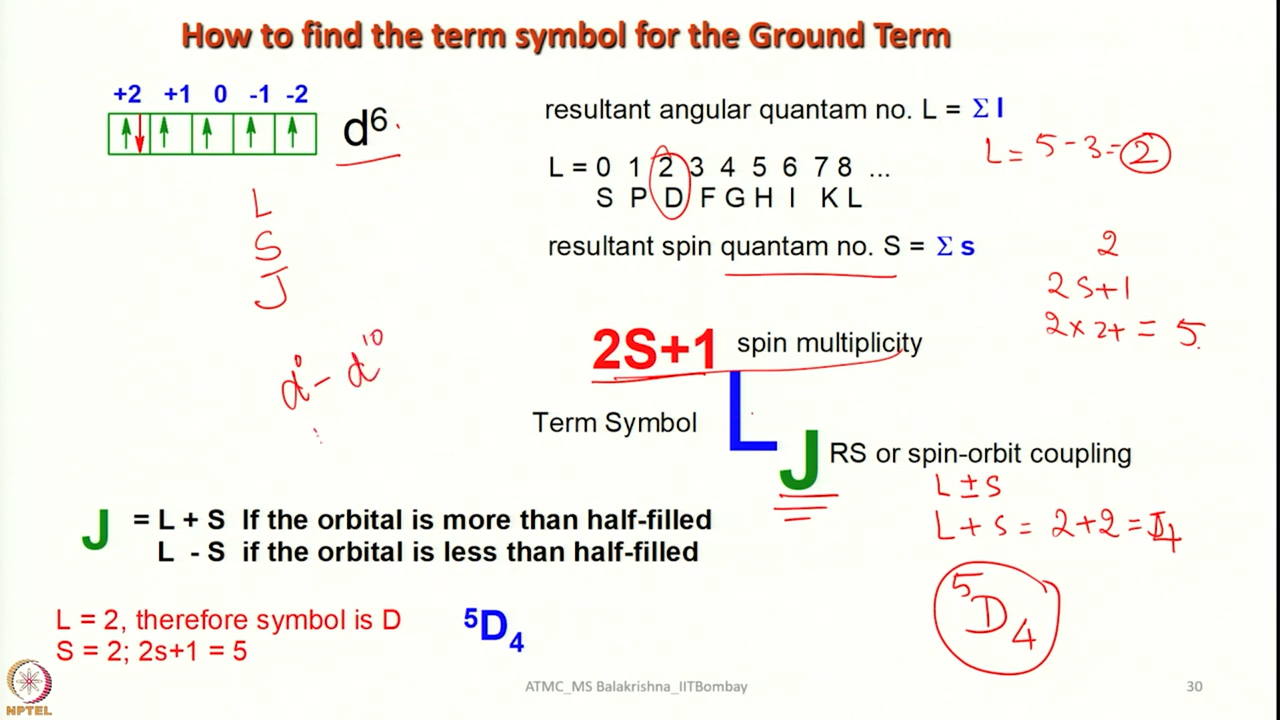 How to find the term symbol for the Ground Term
+2 +1 0 -1 -2
d⁶
resultant angular quantam no. L = Σ l
L = 5 - 3 = 2
L = 0 1 2 3 4 5 6 7 8 ...
S P D F G H I K L
resultant spin quantam no. S = Σ s
L
S
J
2
2S+1
2×2+ = 5.
2S+1 spin multiplicity
d⁰ - d¹⁰
L
Term Symbol
J RS or spin-orbit coupling
L ± S
L + S = 2+2 = 4
J = L + S If the orbital is more than half-filled
L - S if the orbital is less than half-filled
⁵D₄
L = 2, therefore symbol is D
S = 2; 2s+1 = 5
⁵D₄
NPTEL
ATMC_MS Balakrishna_IITBombay
30